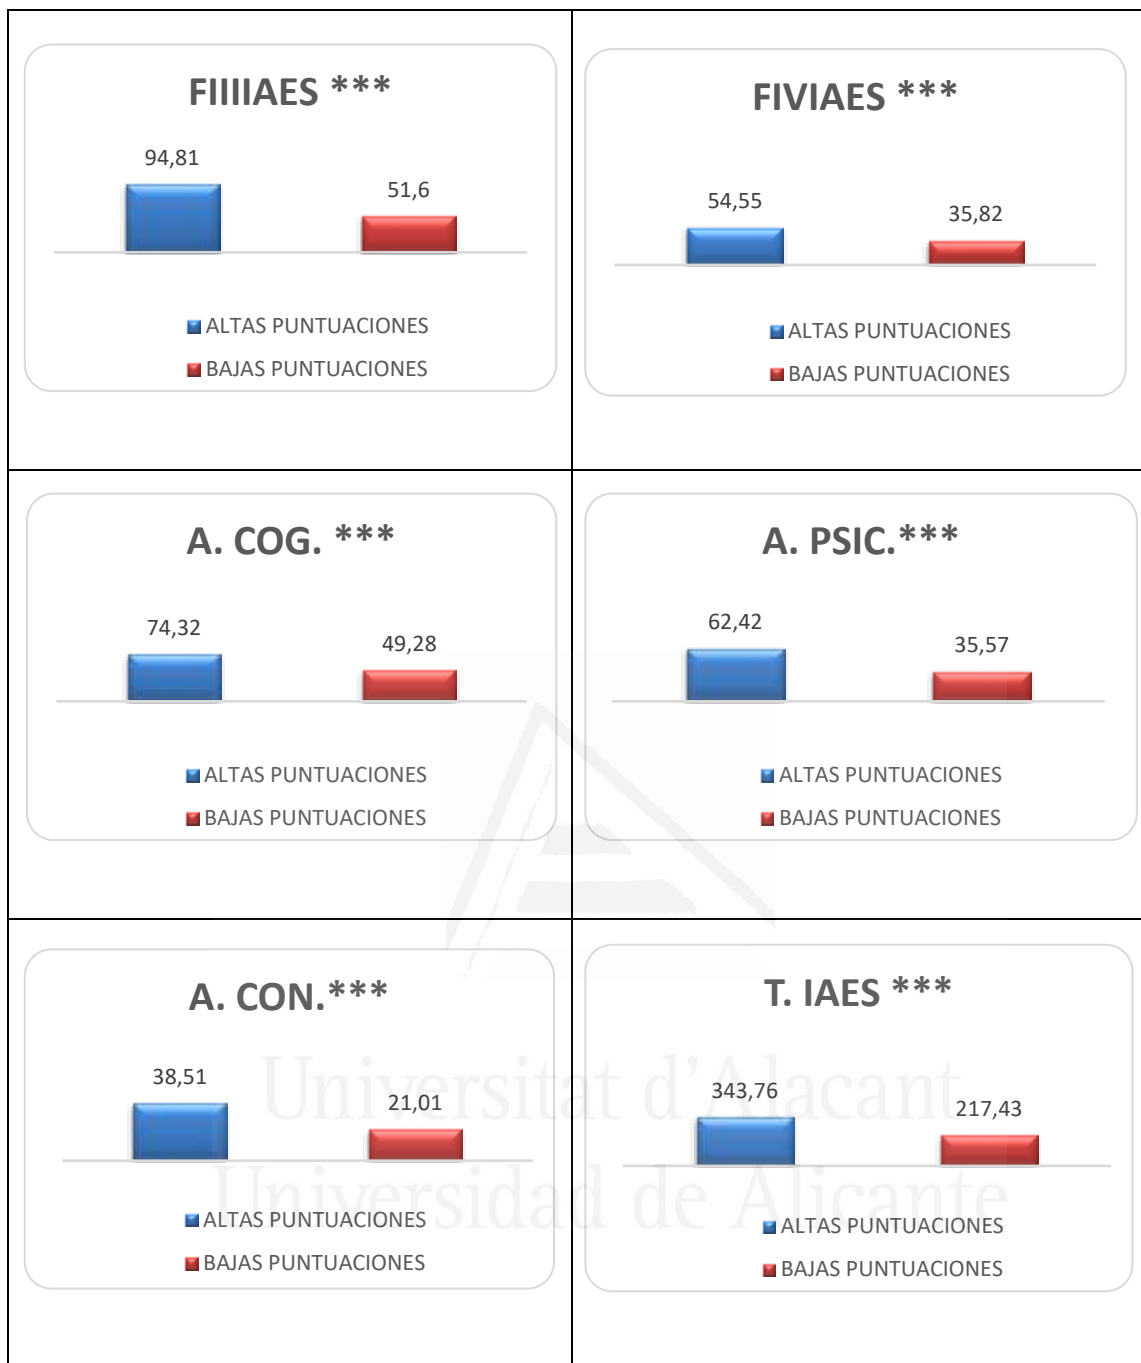 FIIIIAES ***
94,81
51,6
ALTAS PUNTUACIONES
BAJAS PUNTUACIONES
FIVIAES ***
54,55
35,82
ALTAS PUNTUACIONES
BAJAS PUNTUACIONES
A. COG. ***
74,32
49,28
ALTAS PUNTUACIONES
BAJAS PUNTUACIONES
A. PSIC.***
62,42
35,57
ALTAS PUNTUACIONES
BAJAS PUNTUACIONES
A. CON.***
38,51
21,01
ALTAS PUNTUACIONES
BAJAS PUNTUACIONES
T. IAES ***
343,76
217,43
ALTAS PUNTUACIONES
BAJAS PUNTUACIONES
Universitat d'Alacant
Universidad de Alicante